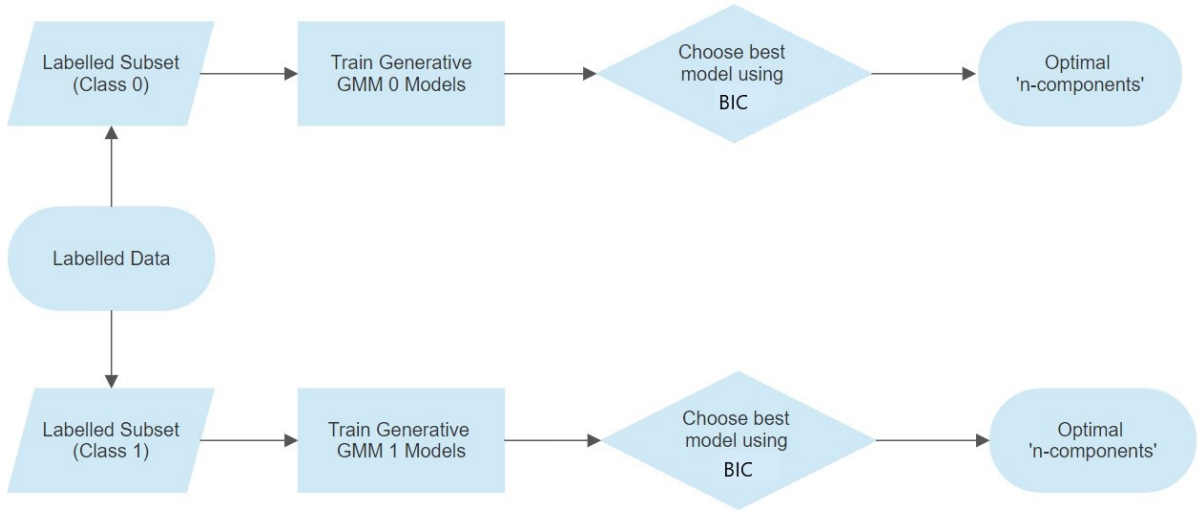 Labelled Subset
(Class 0)
Train Generative
GMM 0 Models
Choose best
model using
BIC
Optimal
'n-components'
Labelled Data
Labelled Subset
(Class 1)
Train Generative
GMM 1 Models
Choose best
model using
BIC
Optimal
'n-components'